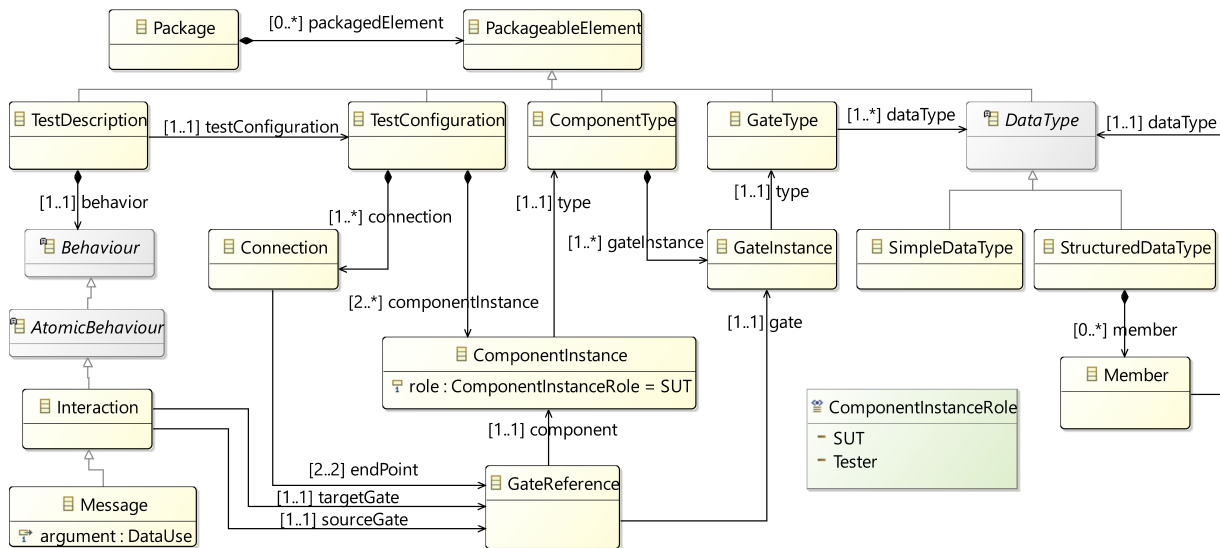 [0..*] packagedElement
Package
PackageableElement
TestDescription
[1..1] testConfiguration
TestConfiguration
ComponentType
GateType
[1..*] dataType
DataType
[1..1] dataType
[1..1] behavior
[1..*] connection
[1..1] type
[1..1] type
[1..*] gateInstance
Behaviour
Connection
GateInstance
SimpleDataType
StructuredDataType
[2..*] componentInstance
AtomicBehaviour
[1..1] gate
[0..*] member
ComponentInstance
role : ComponentInstanceRole = SUT
Member
Interaction
ComponentInstanceRole
SUT
Tester
[1..1] component
[2..2] endPoint
GateReference
[1..1] targetGate
[1..1] sourceGate
Message
argument : DataUse